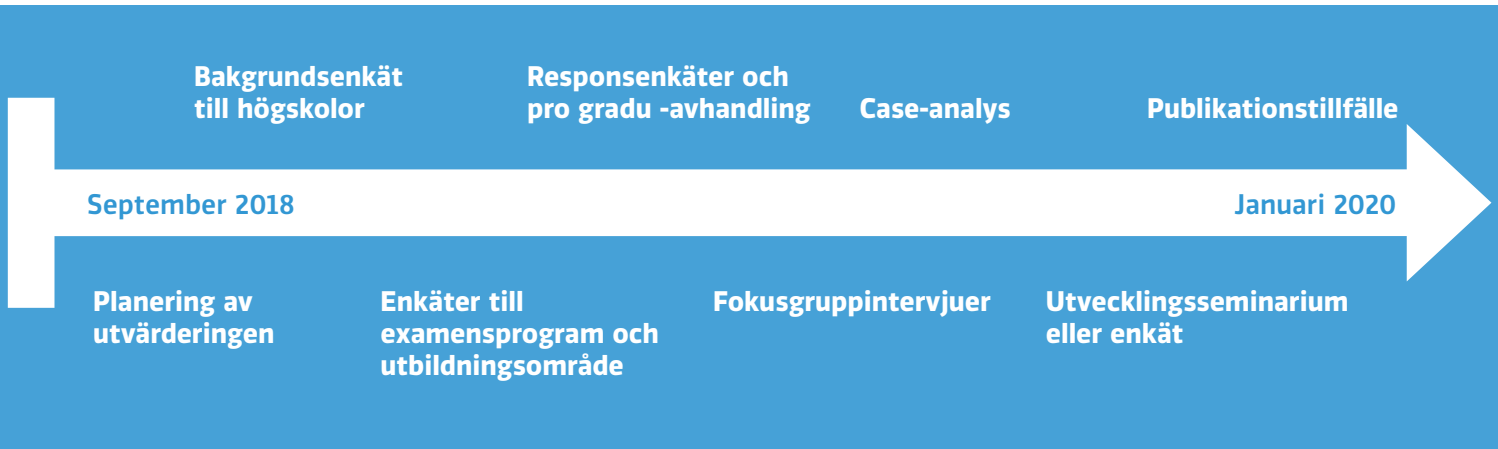 Bakgrundsenkät
till högskolor
Responsenkäter och
pro gradu -avhandling
Case-analys
Publikationstillfälle
September 2018
Januari 2020
Planering av
utvärderingen
Enkäter till
examensprogram och
utbildningsområde
Fokusgruppintervjuer
Utvecklingsseminarium
eller enkät